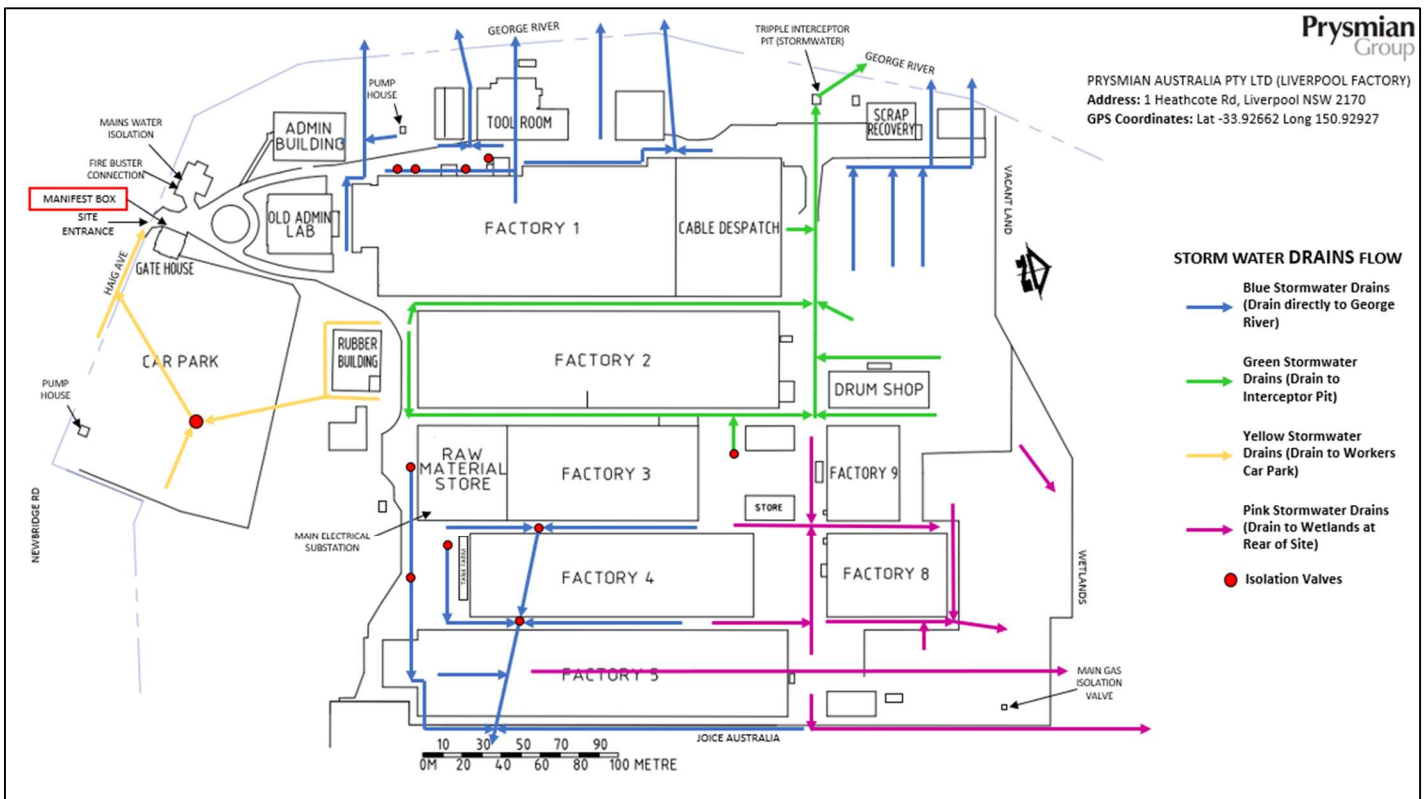 GEORGE RIVER
TRIPPLE INTERCEPTOR
PIT (STORMWATER)
GEORGE RIVER
Prysmian
Group
PRYSMIAN AUSTRALIA PTY LTD (LIVERPOOL FACTORY)
Address: 1 Heathcote Rd, Liverpool NSW 2170
GPS Coordinates: Lat -33.92662 Long 150.92927
PUMP
HOUSE
MAINS WATER
ISOLATION
ADMIN
BUILDING
TOOL ROOM
SCRAP
RECOVERY
FIRE BUSTER
CONNECTION
MANIFEST BOX
SITE
ENTRANCE
OLD ADMIN
LAB
FACTORY 1
CABLE DESPATCH
VACANT LAND
GATE HOUSE
HAIG AVE
STORM WATER DRAINS FLOW
Blue Stormwater Drains
(Drain directly to George
River)
Green Stormwater
Drains (Drain to
Interceptor Pit)
Yellow Stormwater
Drains (Drain to Workers
Car Park)
Pink Stormwater Drains
(Drain to Wetlands at
Rear of Site)
Isolation Valves
CAR PARK
RUBBER
BUILDING
FACTORY 2
DRUM SHOP
PUMP
HOUSE
RAW
MATERIAL
STORE
FACTORY 3
FACTORY 9
STORE
NEWBRIDGE RD
MAIN ELECTRICAL
SUBSTATION
TANK FARM
FACTORY 4
FACTORY 8
WETLANDS
FACTORY 5
MAIN GAS
ISOLATION
VALVE
JOICE AUSTRALIA
10 30 50 70 90
0M 20 40 60 80 100 METRE